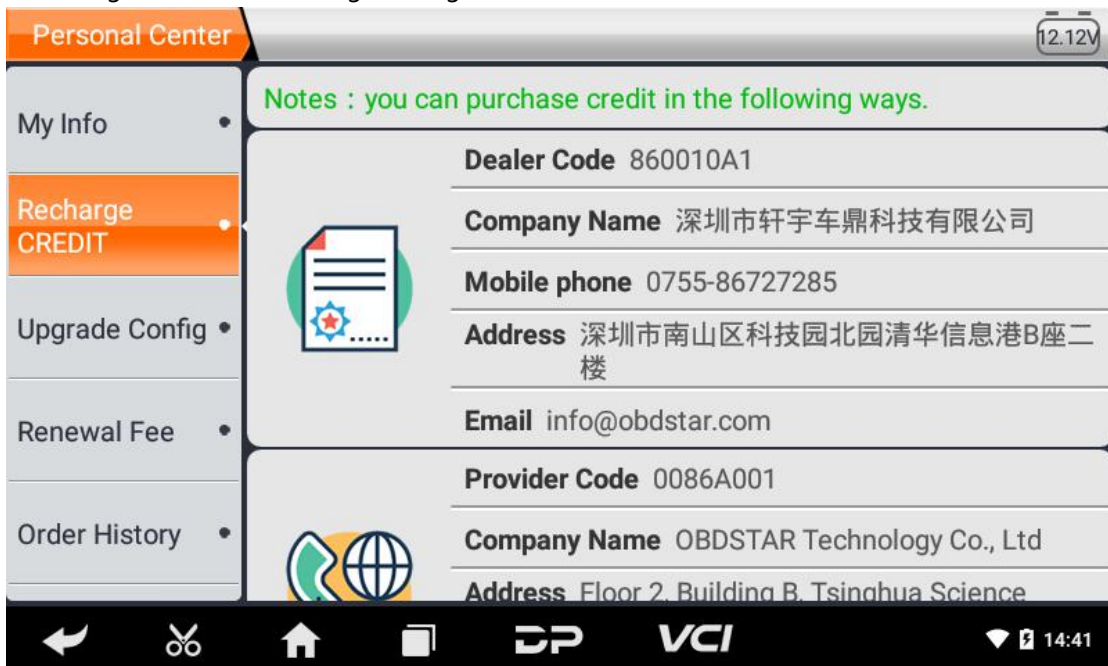 Personal Center
12.12V
My Info
Recharge
CREDIT
Upgrade Config
Renewal Fee
Order History
Notes：you can purchase credit in the following ways.
Dealer Code 860010A1
Company Name 深圳市轩宇车鼎科技有限公司
Mobile phone 0755-86727285
Address 深圳市南山区科技园北园清华信息港B座二
楼
Email info@obdstar.com
Provider Code 0086A001
Company Name OBDSTAR Technology Co., Ltd
Address Floor 2, Building B, Tsinghua Science
DP
VCI
14:41